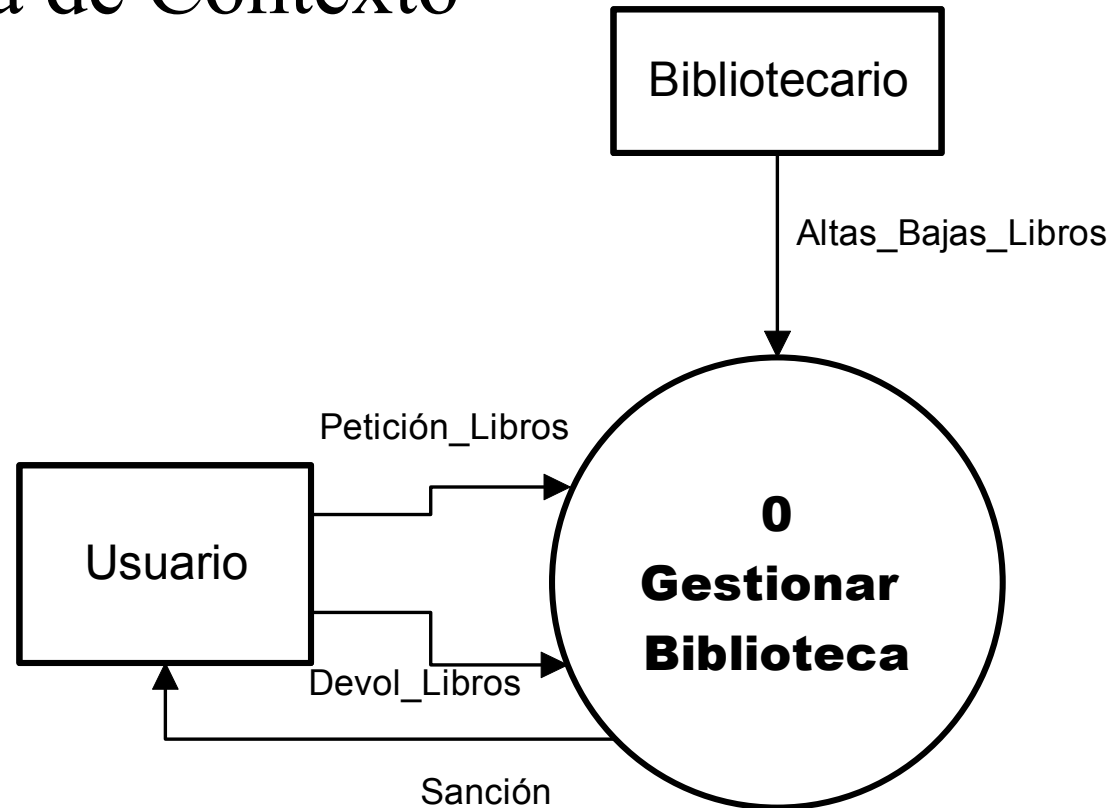 a de Contexto
Bibliotecario
Altas_Bajas_Libros
Petición_Libros
Usuario
0
Gestionar
Biblioteca
Devol_Libros
Sanción